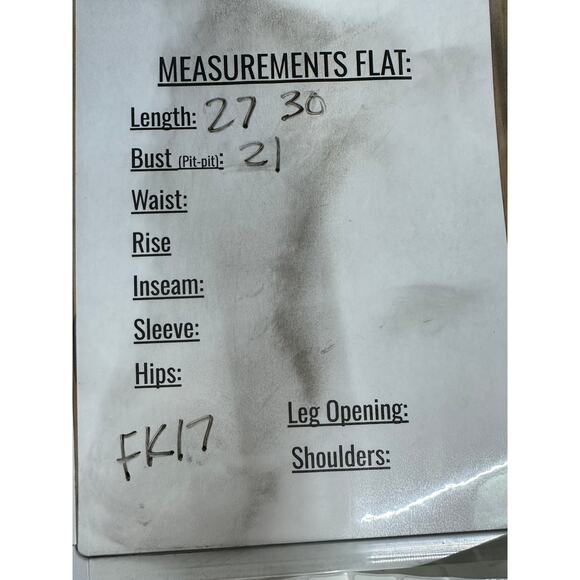 MEASUREMENTS FLAT:
Length: 27 30
Bust (Pit-pit): 21
Waist:
Rise
Inseam:
Sleeve:
Hips:
Leg Opening:
FK17
Shoulders: